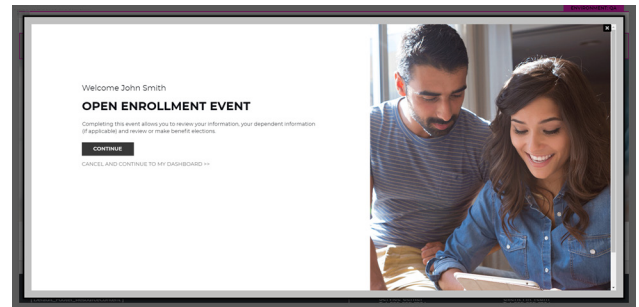 Welcome John Smith
OPEN ENROLLMENT EVENT
Completing this event allows you to review your information, your dependent information
(if applicable) and review or make benefit elections.
CONTINUE
CANCEL AND CONTINUE TO MY DASHBOARD >>